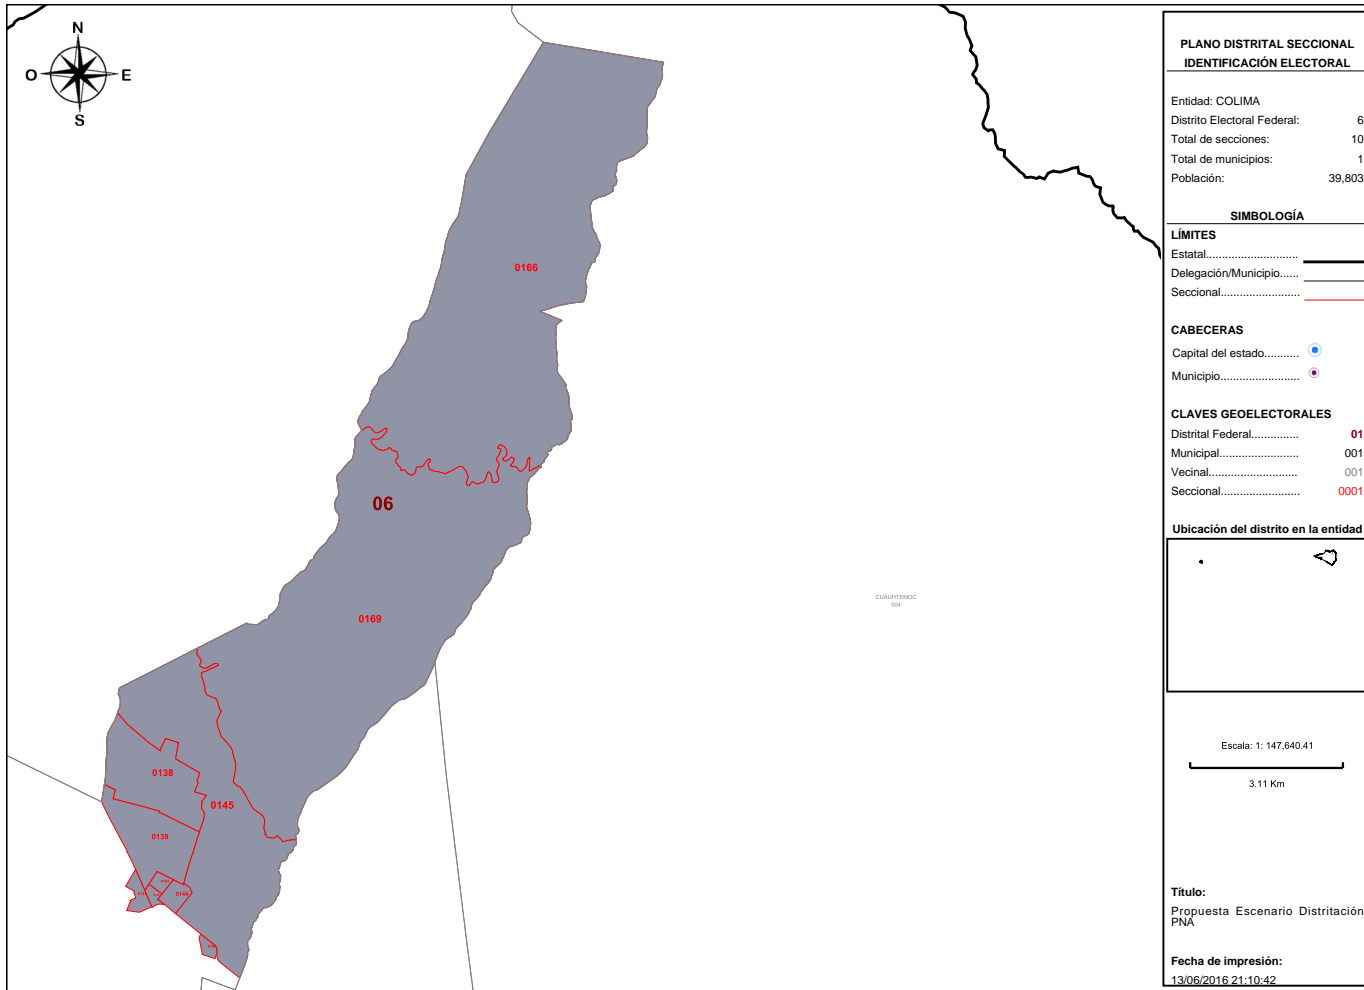 N
O
E
S
0166
06
0169
0138
0145
0139
0144
CUAUHTEMOC
004
PLANO DISTRITAL SECCIONAL
IDENTIFICACIÓN ELECTORAL
Entidad: COLIMA
Distrito Electoral Federal: 6
Total de secciones: 10
Total de municipios: 1
Población: 39,803
SIMBOLOGÍA
LÍMITES
Estatal............................
Delegación/Municipio......
Seccional........................
CABECERAS
Capital del estado...........
Municipio........................
CLAVES GEOELECTORALES
Distrital Federal.............. 01
Municipal........................ 001
Vecinal........................... 001
Seccional........................ 0001
Ubicación del distrito en la entidad
Escala: 1: 147,640.41
3.11 Km
Título:
Propuesta Escenario Distritación
PNA
Fecha de impresión:
13/06/2016 21:10:42